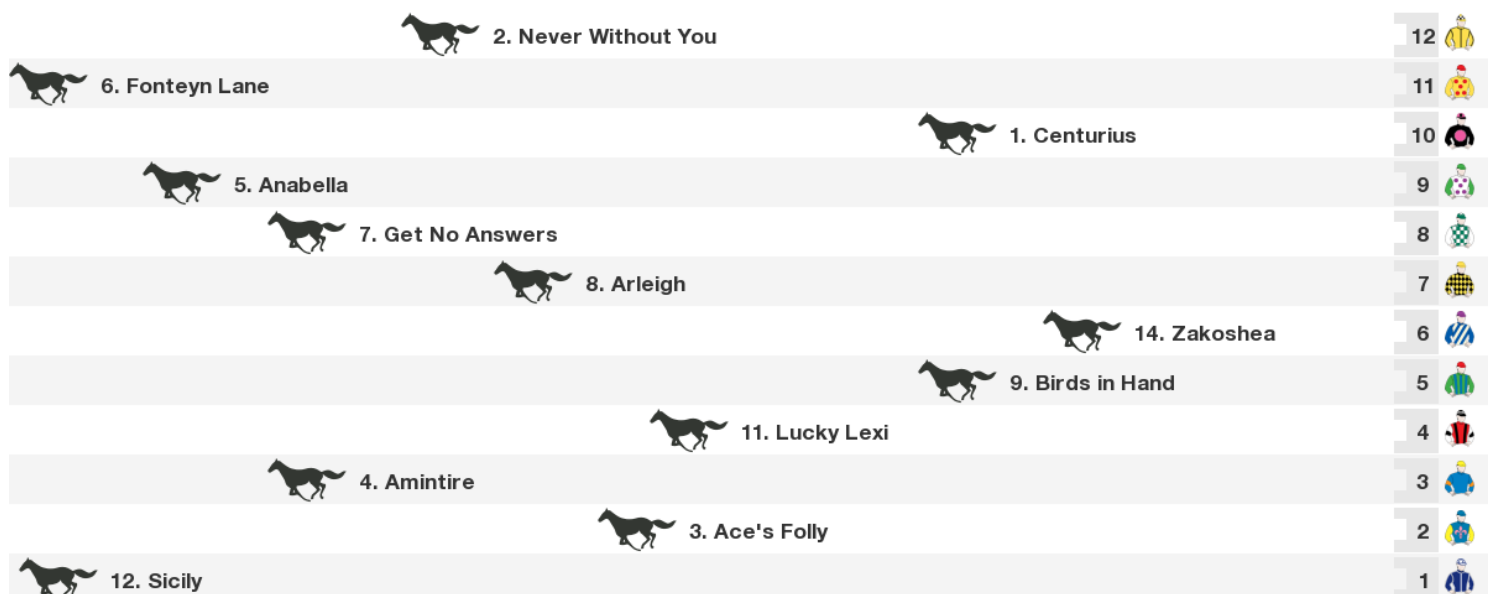 2. Never Without You 12
6. Fonteyn Lane 11
1. Centurius 10
5. Anabella 9
7. Get No Answers 8
8. Arleigh 7
14. Zakoshea 6
9. Birds in Hand 5
11. Lucky Lexi 4
4. Amintire 3
3. Ace's Folly 2
12. Sicily 1